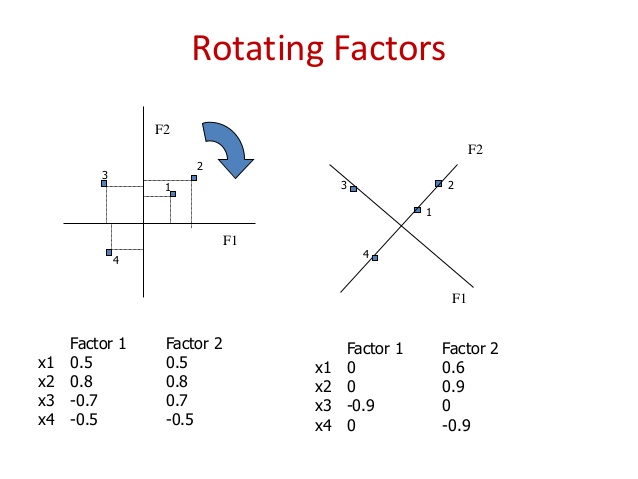 Rotating Factors
F2
3
2
1
F1
4
F2
3
2
1
4
F1
Factor 1 Factor 2
x1 0.5 0.5
x2 0.8 0.8
x3 -0.7 0.7
x4 -0.5 -0.5
Factor 1 Factor 2
x1 0 0.6
x2 0 0.9
x3 -0.9 0
x4 0 -0.9